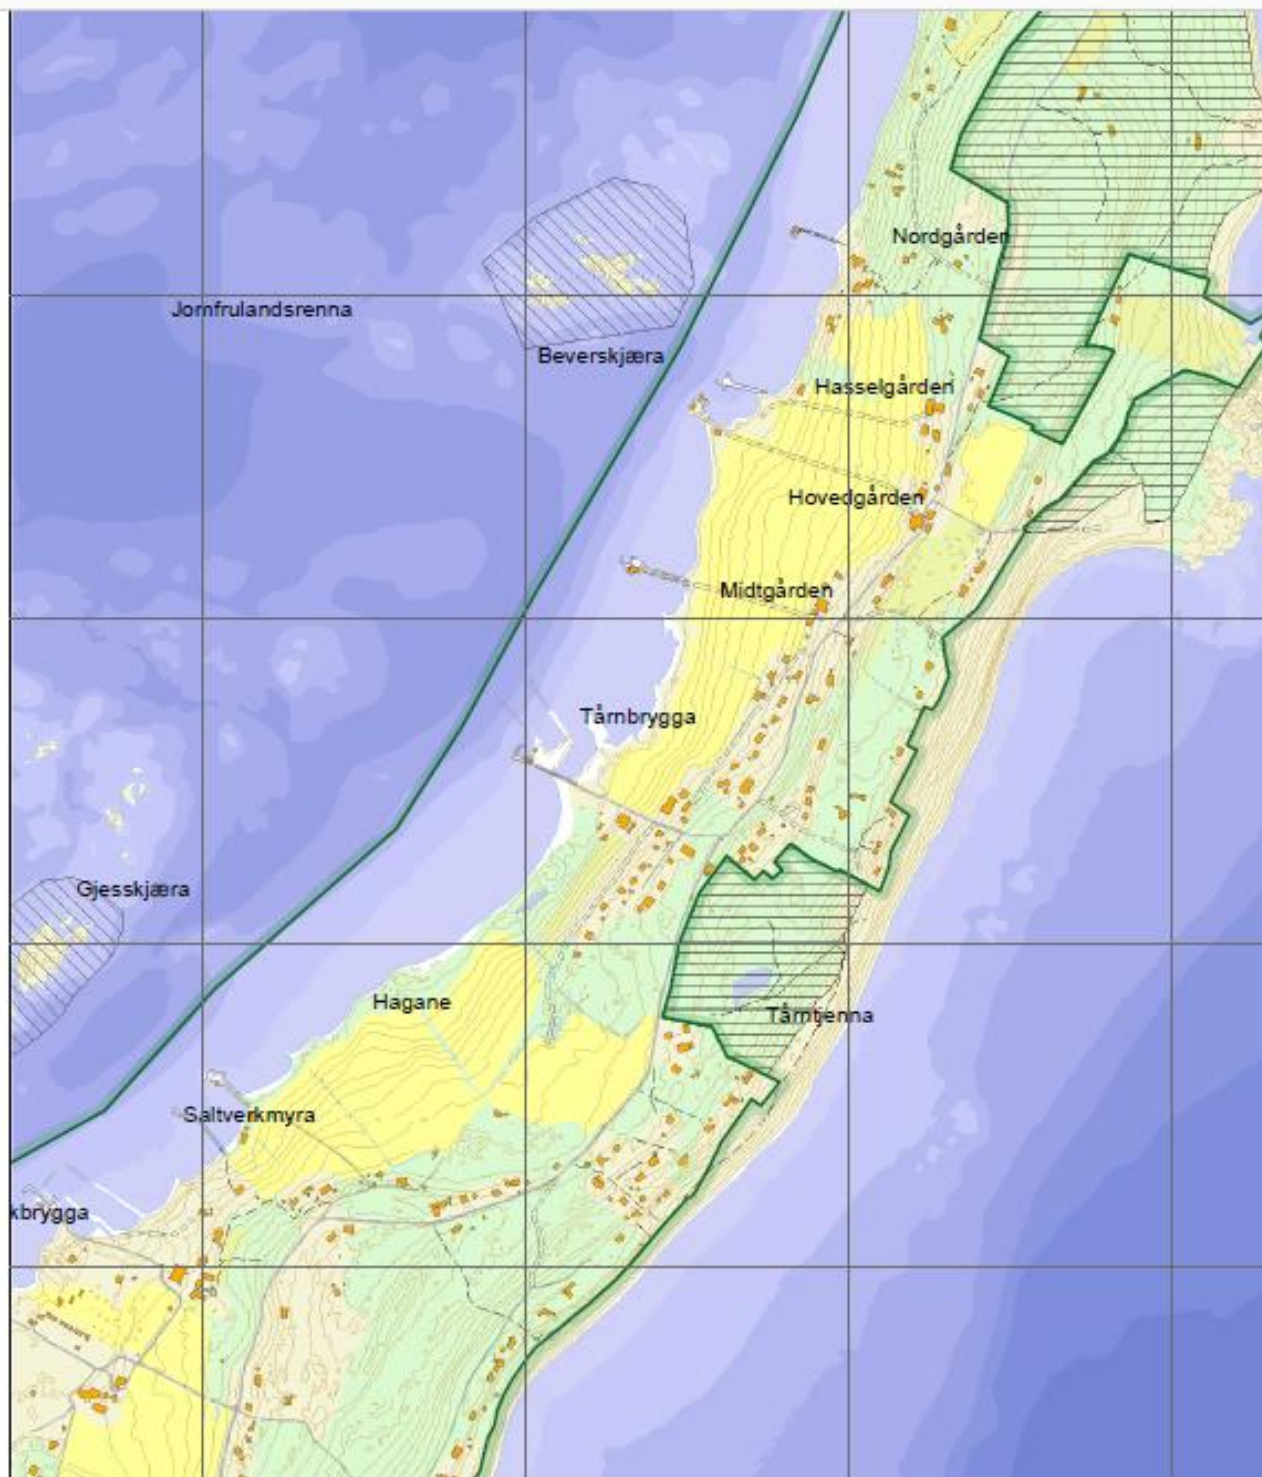 Nordgården
Jomfrulandsrenna
Beverskjæra
Hasselgården
Hovedgården
Midtgården
Tårnbrygga
Gjesskjæra
Hagane
Tårntjenna
Saltverkmyra
kbrygga